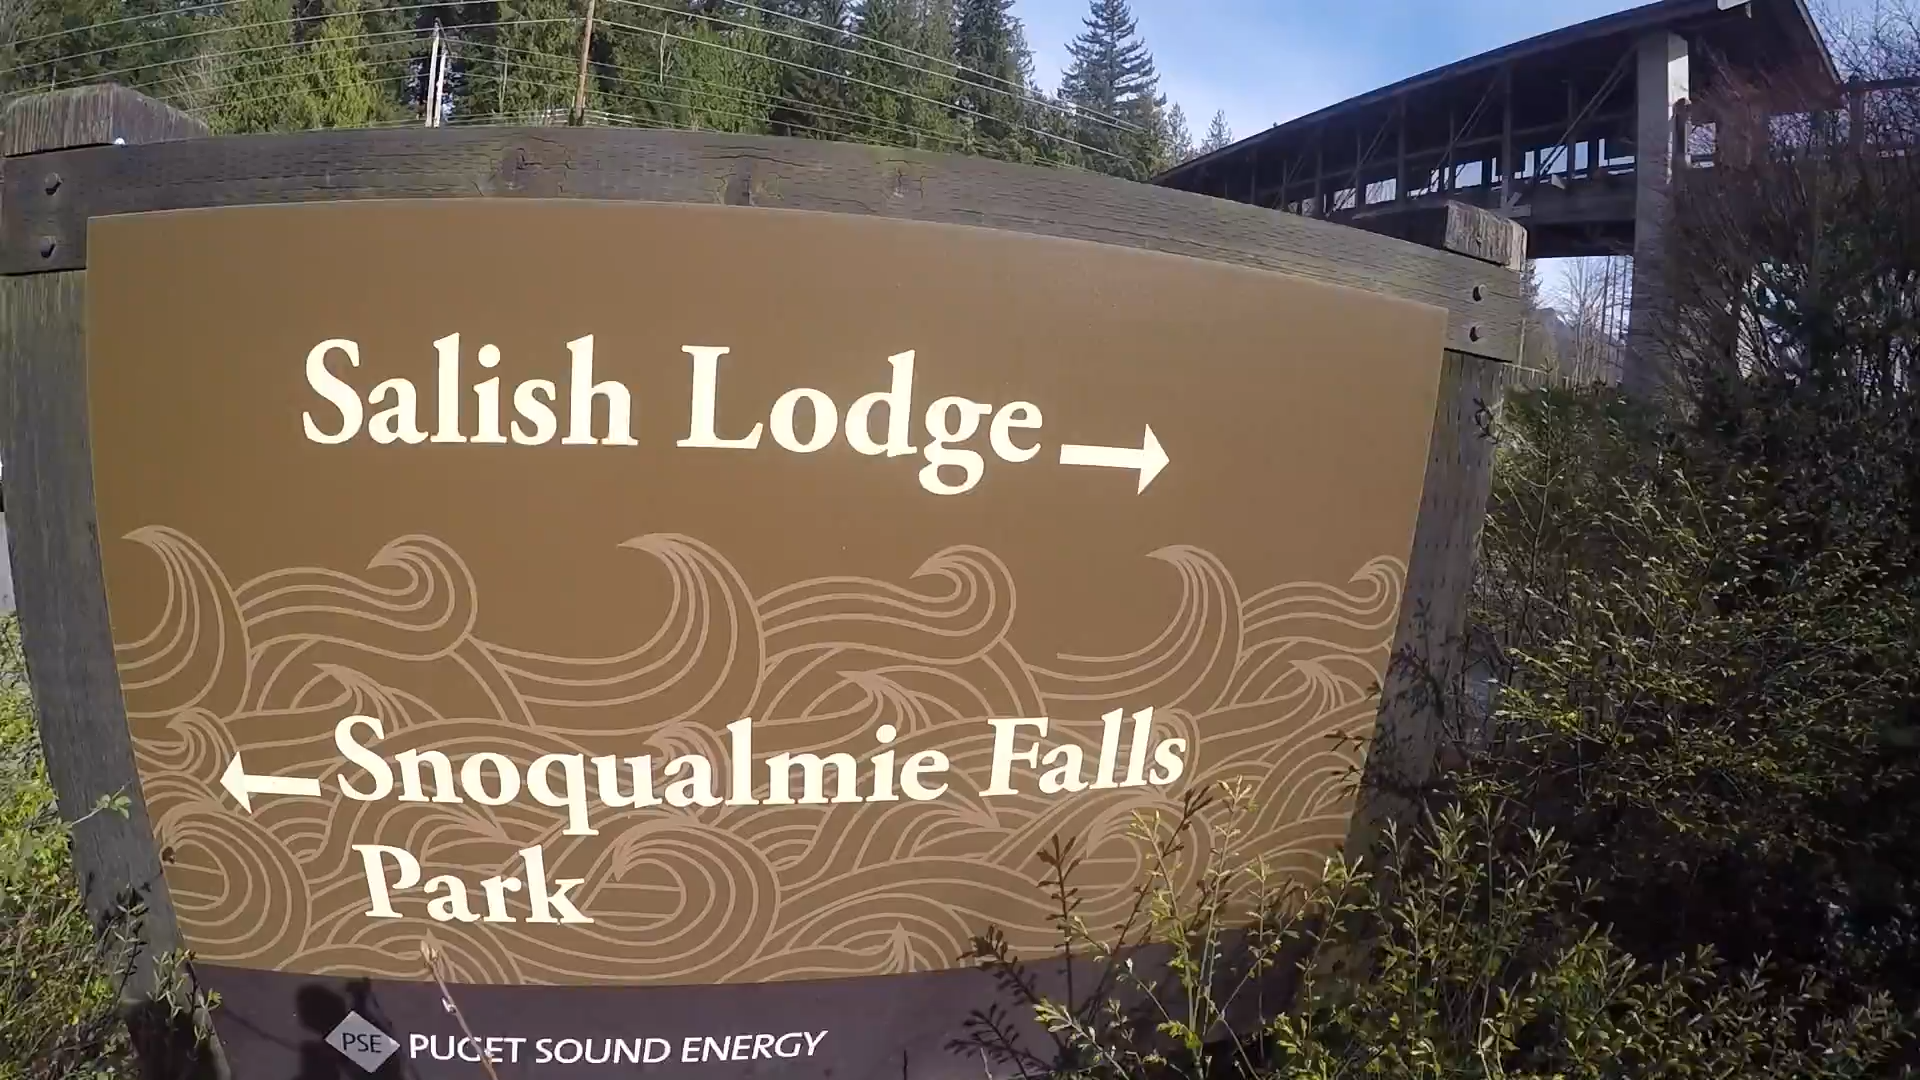 Salish Lodge →
← Snoqualmie Falls
Park
PSE PUGET SOUND ENERGY